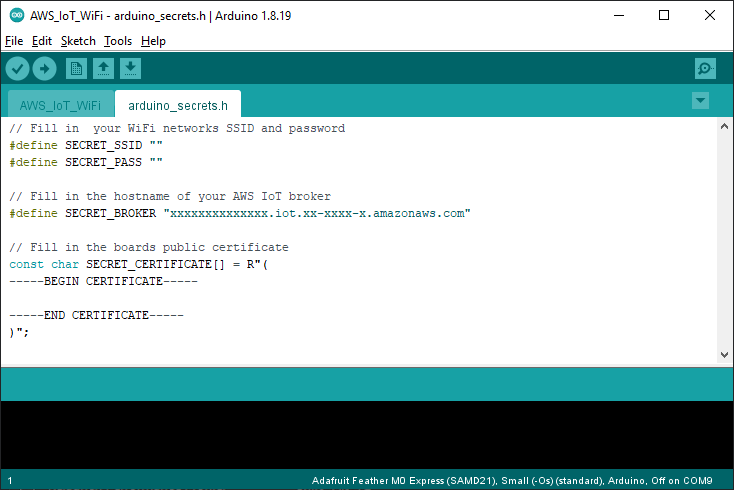 AWS_IoT_WiFi - arduino_secrets.h | Arduino 1.8.19
File Edit Sketch Tools Help
AWS_IoT_WiFi arduino_secrets.h
// Fill in  your WiFi networks SSID and password
#define SECRET_SSID ""
#define SECRET_PASS ""
// Fill in the hostname of your AWS IoT broker
#define SECRET_BROKER "xxxxxxxxxxxxxx.iot.xx-xxxx-x.amazonaws.com"
// Fill in the boards public certificate
const char SECRET_CERTIFICATE[] = R"(
-----BEGIN CERTIFICATE-----
-----END CERTIFICATE-----
)";
1 Adafruit Feather M0 Express (SAMD21), Small (-Os) (standard), Arduino, Off on COM9